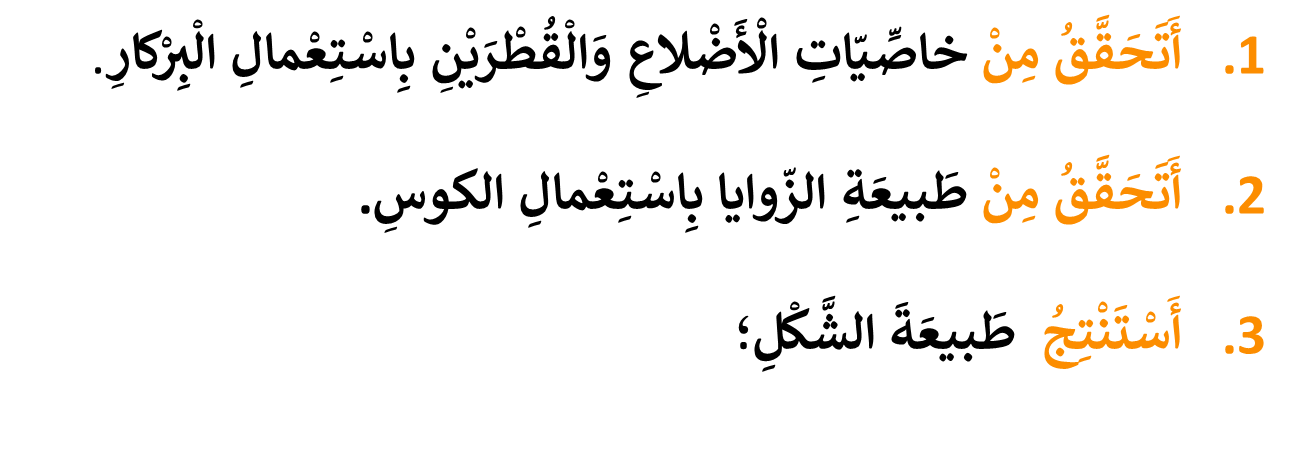 1. أَتَحَقَّقُ مِنْ خاصِّيّاتِ الْأَضْلاعِ وَالْقُطْرَيْنِ بِاسْتِعْمالِ الْبِرْكارِ.
2. أَتَحَقَّقُ مِنْ طَبيعَةِ الزّوايا بِاسْتِعْمالِ الكوسِ.
3. أَسْتَنْتِجُ طَبيعَةَ الشَّكْلِ؛